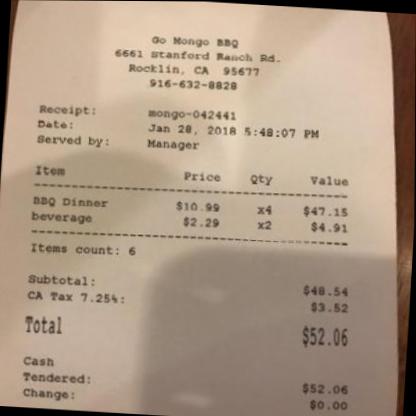 Go Mongo BBQ
6661 Stanford Ranch Rd.
Rocklin, CA 95677
916-632-8828
Receipt: mongo-042441
Date: Jan 28, 2018 5:48:07 PM
Served by: Manager
Item Price Qty Value
BBQ Dinner $10.99 x4 $47.15
beverage $2.29 x2 $4.91
Items count: 6
Subtotal: $48.54
CA Tax 7.25%: $3.52
Total $52.06
Cash
Tendered: $52.06
Change: $0.00